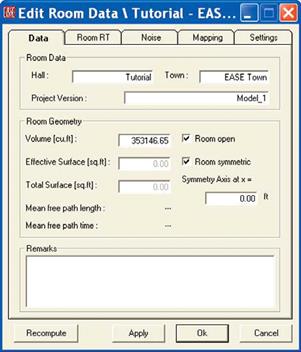 Edit Room Data \ Tutorial - EAS...
Data Room RT Noise Mapping Settings
Room Data
Hall : Tutorial Town : EASE Town
Project Version : Model_1
Room Geometry
Volume [cu.ft] : 353146.65 Room open
Effective Surface [sq.ft] : 0.00 Room symmetric
Total Surface [sq.ft] : 0.00 Symmetry Axis at x =
0.00 ft
Mean free path length : ...
Mean free path time : ...
Remarks
Recompute Apply Ok Cancel